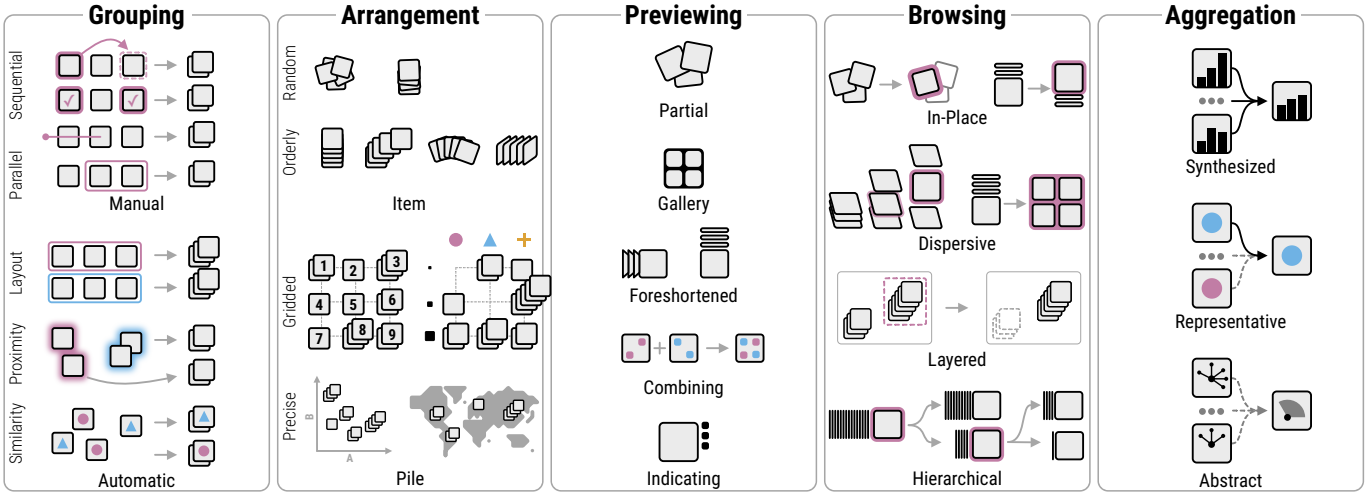 Grouping
Sequential
Parallel
Manual
Layout
Proximity
Similarity
Automatic
Arrangement
Random
Orderly
Item
Gridded
1 2 3
4 5 6
7 8 9
Precise
B
A
Pile
Previewing
Partial
Gallery
Foreshortened
Combining
Indicating
Browsing
In-Place
Dispersive
Layered
Hierarchical
Aggregation
Synthesized
Representative
Abstract